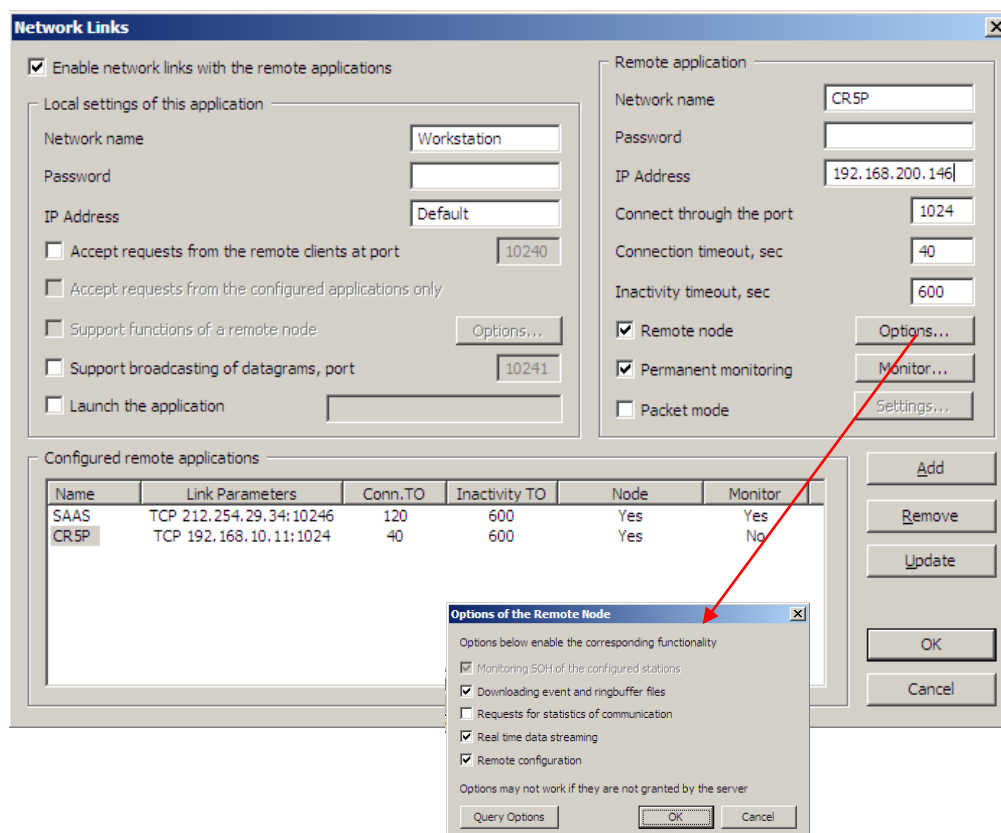 Network Links
Enable network links with the remote applications
Local settings of this application
Network name Workstation
Password
IP Address Default
Accept requests from the remote clients at port 10240
Accept requests from the configured applications only
Support functions of a remote node Options...
Support broadcasting of datagrams, port 10241
Launch the application
Remote application
Network name CR5P
Password
IP Address 192.168.200.146
Connect through the port 1024
Connection timeout, sec 40
Inactivity timeout, sec 600
Remote node Options...
Permanent monitoring Monitor...
Packet mode Settings...
Configured remote applications
Name Link Parameters Conn.TO Inactivity TO Node Monitor
SAAS TCP 212.254.29.34:10246 120 600 Yes Yes
CR5P TCP 192.168.10.11:1024 40 600 Yes No
Add
Remove
Update
OK
Cancel
Options of the Remote Node
Options below enable the corresponding functionality
Monitoring SOH of the configured stations
Downloading event and ringbuffer files
Requests for statistics of communication
Real time data streaming
Remote configuration
Options may not work if they are not granted by the server
Query Options OK Cancel